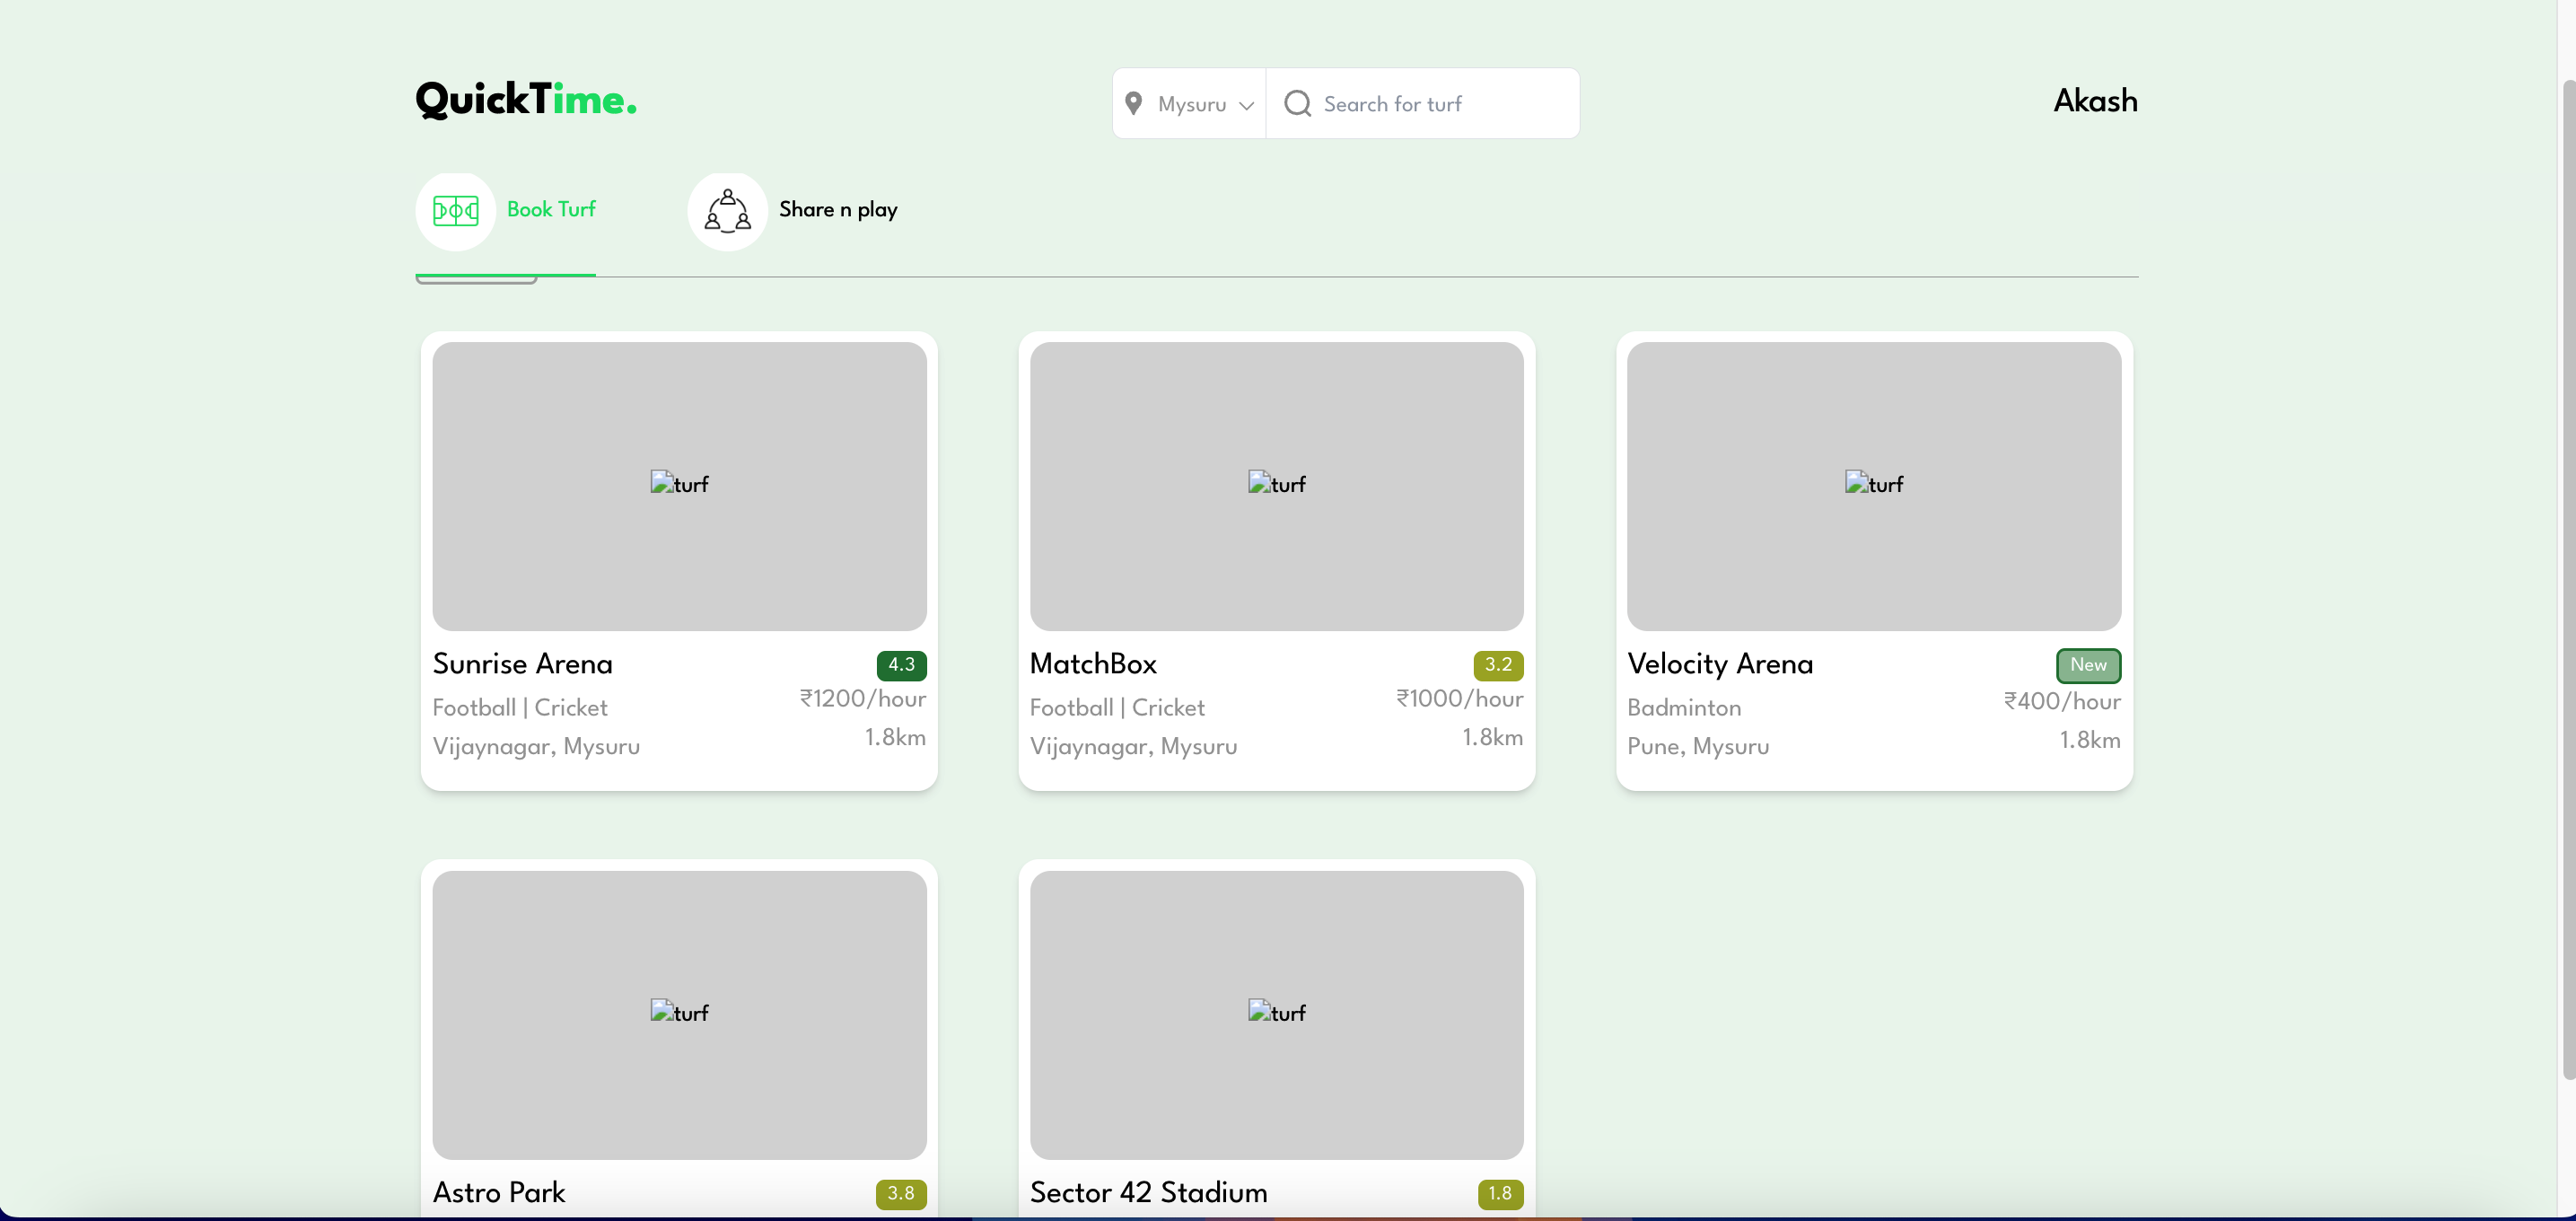 QuickTime.
Mysuru
Search for turf
Akash
Book Turf
Share n play
turf
turf
turf
Sunrise Arena
4.3
Football | Cricket
₹1200/hour
Vijaynagar, Mysuru
1.8km
MatchBox
3.2
Football | Cricket
₹1000/hour
Vijaynagar, Mysuru
1.8km
Velocity Arena
New
Badminton
₹400/hour
Pune, Mysuru
1.8km
turf
turf
Astro Park
3.8
Sector 42 Stadium
1.8